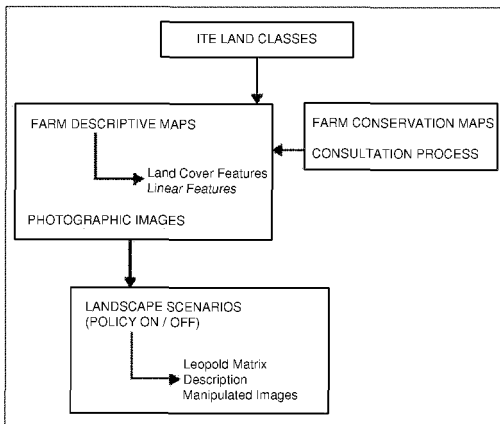 ITE LAND CLASSES
FARM DESCRIPTIVE MAPS
Land Cover Features
Linear Features
PHOTOGRAPHIC IMAGES
FARM CONSERVATION MAPS
CONSULTATION PROCESS
LANDSCAPE SCENARIOS
(POLICY ON / OFF)
Leopold Matrix
Description
Manipulated Images